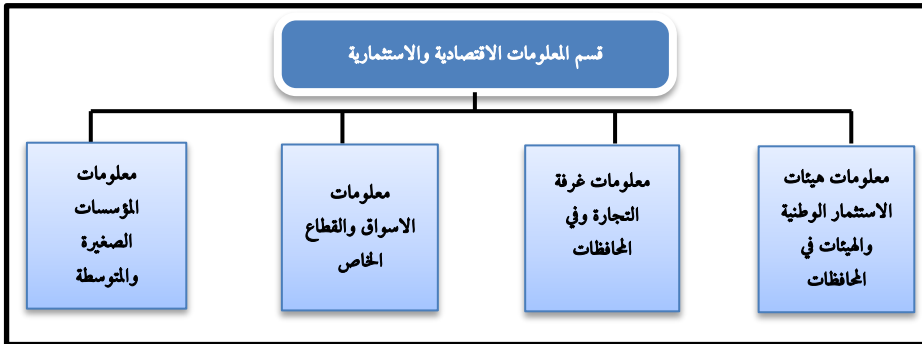 قسم المعلومات الاقتصادية والاستثمارية
معلومات هيئات
الاستثمار الوطنية
والهيئات في
المحافظات
معلومات غرفة
التجارة وفي
المحافظات
معلومات
الاسواق والقطاع
الخاص
معلومات
المؤسسات
الصغيرة
والمتوسطة